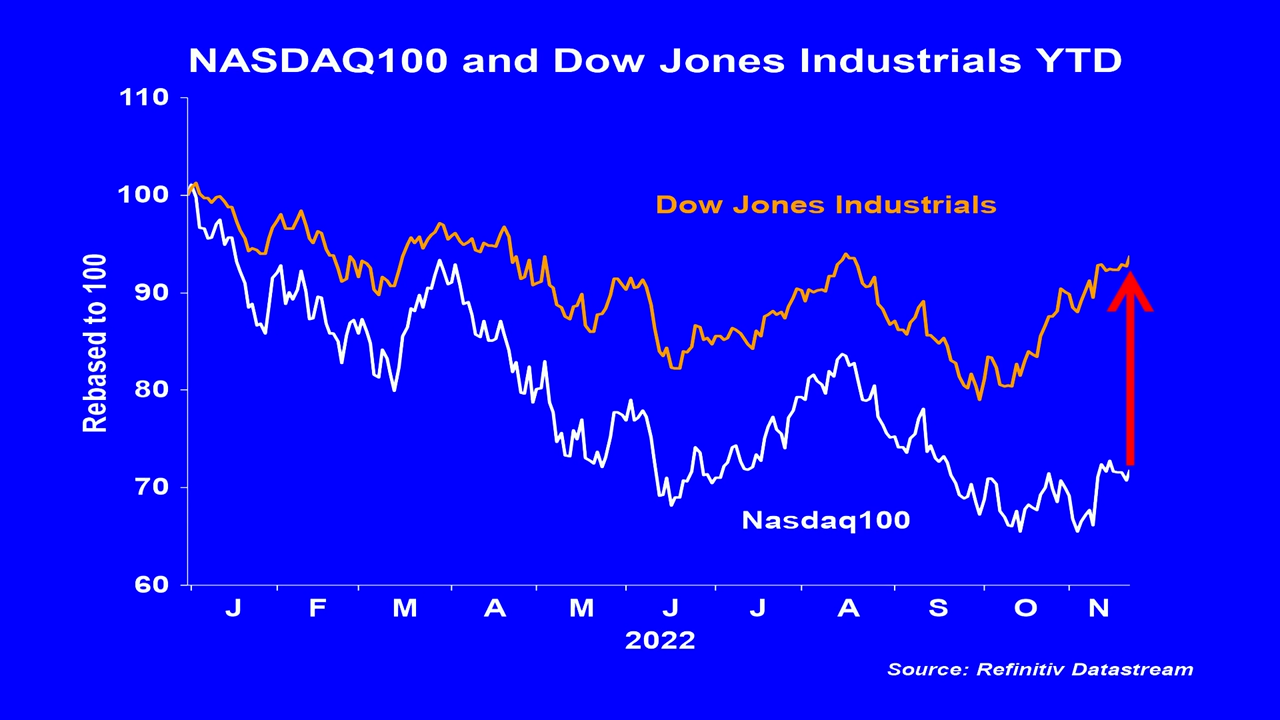 NASDAQ100 and Dow Jones Industrials YTD
110
100
90
80
70
60
Rebased to 100
Dow Jones Industrials
Nasdaq100
J F M A M J J A S O N
2022
Source: Refinitiv Datastream